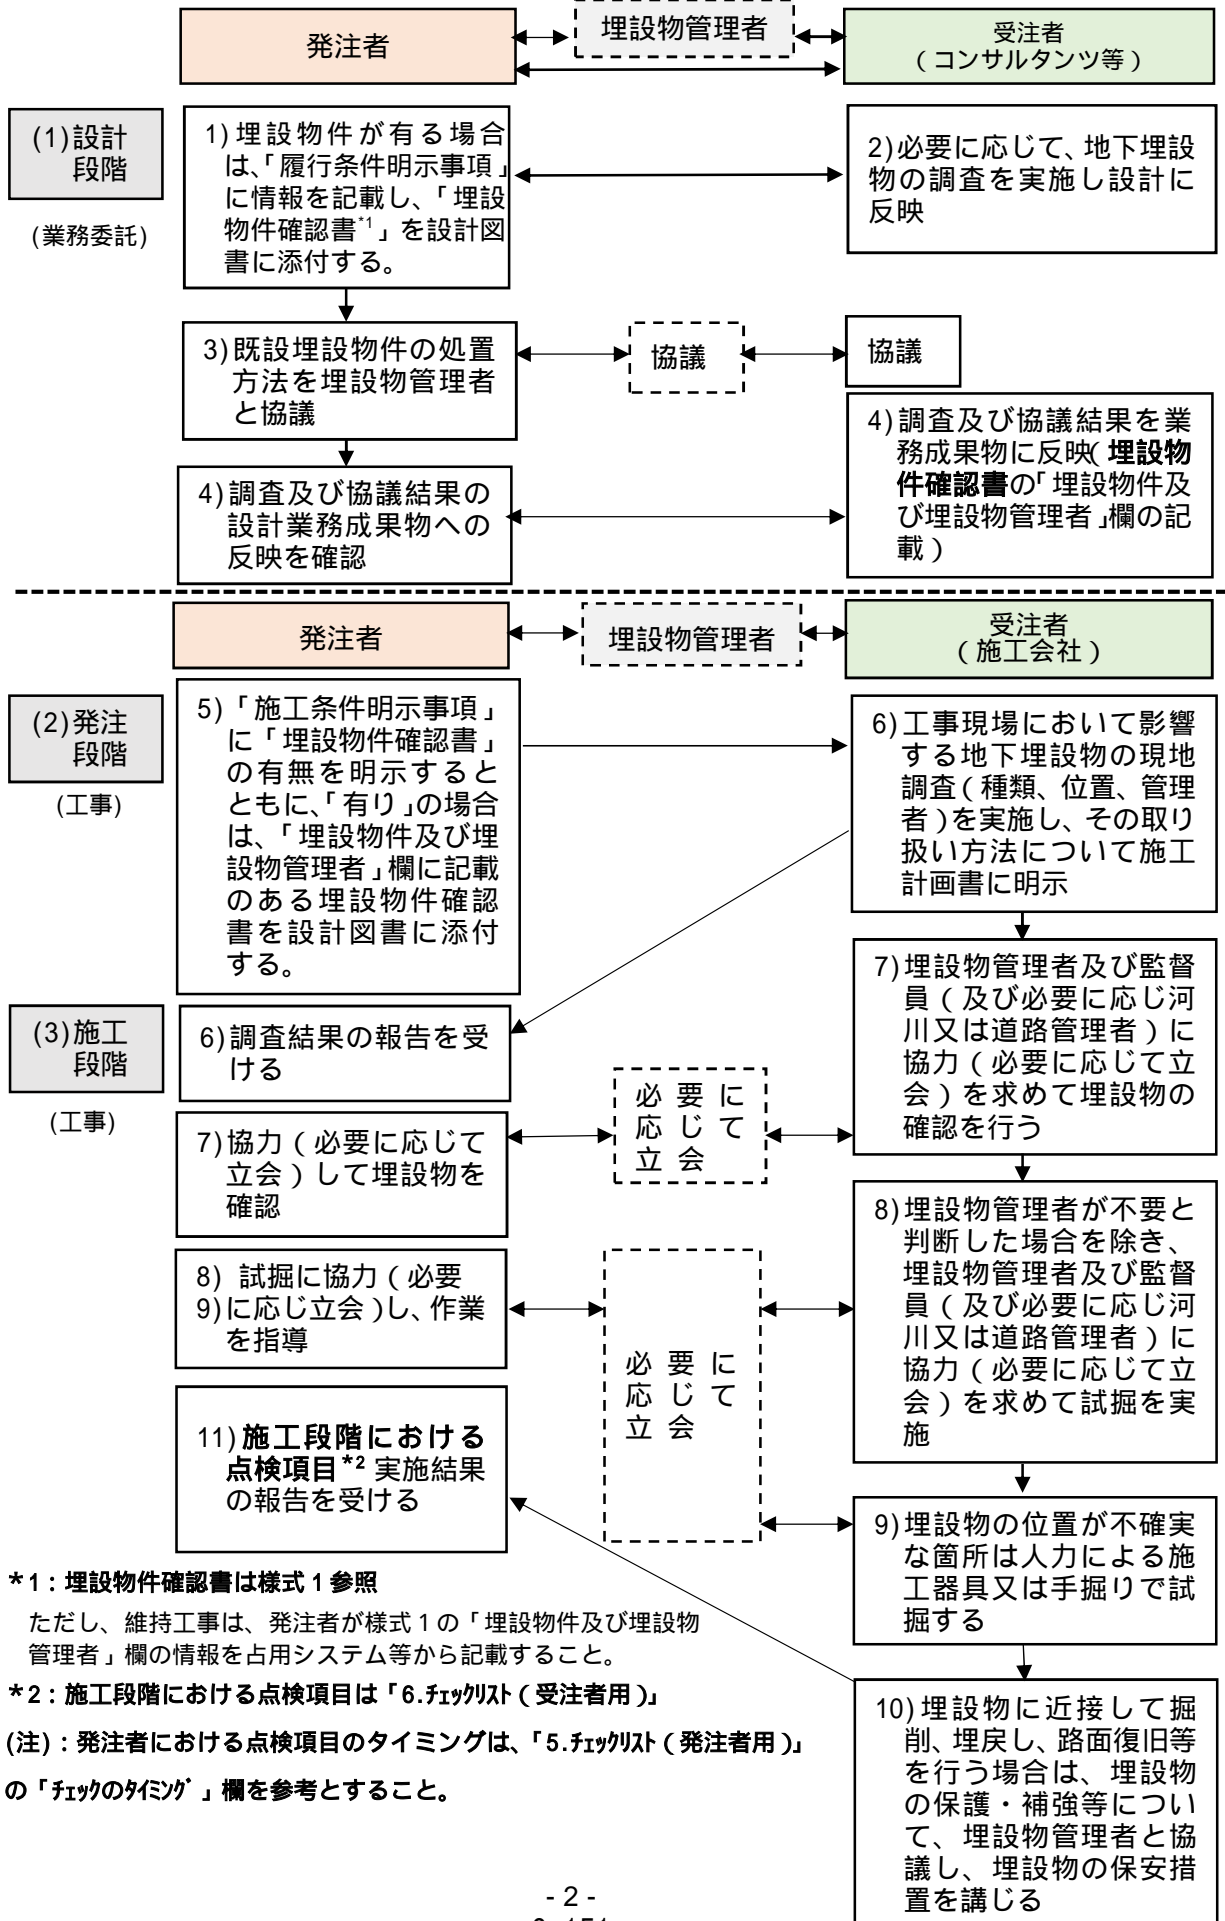 発注者
埋設物管理者
受注者
（コンサルタンツ等）
(1)設計
段階
(業務委託)
1)埋設物件が有る場合
は、「履行条件明示事項」
に情報を記載し、「埋設
物件確認書*1」を設計図
書に添付する。
2)必要に応じて、地下埋設
物の調査を実施し設計に
反映
3)既設埋設物件の処置
方法を埋設物管理者
と協議
協議
協議
4)調査及び協議結果の
設計業務成果物への
反映を確認
4)調査及び協議結果を業
務成果物に反映（埋設物
件確認書の「埋設物件及
び埋設物管理者」欄の記
載）
発注者
埋設物管理者
受注者
（施工会社）
(2)発注
段階
(工事)
5)「施工条件明示事項」
に「埋設物件確認書」
の有無を明示すると
ともに、「有り」の場合
は、「埋設物件及び埋
設物管理者」欄に記載
のある埋設物件確認
書を設計図書に添付
する。
6)工事現場において影響
する地下埋設物の現地
調査（種類、位置、管理
者）を実施し、その取り
扱い方法について施工
計画書に明示
(3)施工
段階
(工事)
6)調査結果の報告を受
ける
7)埋設物管理者及び監督
員（及び必要に応じ河
川又は道路管理者）に
協力（必要に応じて立
会）を求めて埋設物の
確認を行う
7)協力（必要に応じて
立会）して埋設物を
確認
必要に
応じて
立会
8) 試掘に協力（必要
9)に応じ立会）し、作業
を指導
必要に
応じて
立会
8)埋設物管理者が不要と
判断した場合を除き、
埋設物管理者及び監督
員（及び必要に応じ河
川又は道路管理者）に
協力（必要に応じて立
会）を求めて試掘を実
施
11)施工段階における
点検項目*2 実施結果
の報告を受ける
9)埋設物の位置が不確実
な箇所は人力による施
工器具又は手掘りで試
掘する
10)埋設物に近接して掘
削、埋戻し、路面復旧等
を行う場合は、埋設物
の保護・補強等につい
て、埋設物管理者と協
議し、埋設物の保安措
置を講じる
*1：埋設物件確認書は様式1参照
ただし、維持工事は、発注者が様式1の「埋設物件及び埋設物
管理者」欄の情報を占用システム等から記載すること。
*2：施工段階における点検項目は「6.ﾁｪｯｸﾘｽﾄ（受注者用）」
(注)：発注者における点検項目のタイミングは、「5.ﾁｪｯｸﾘｽﾄ（発注者用）」
の「ﾁｪｯｸのﾀｲﾐﾝｸﾞ」欄を参考とすること。
- 2 -